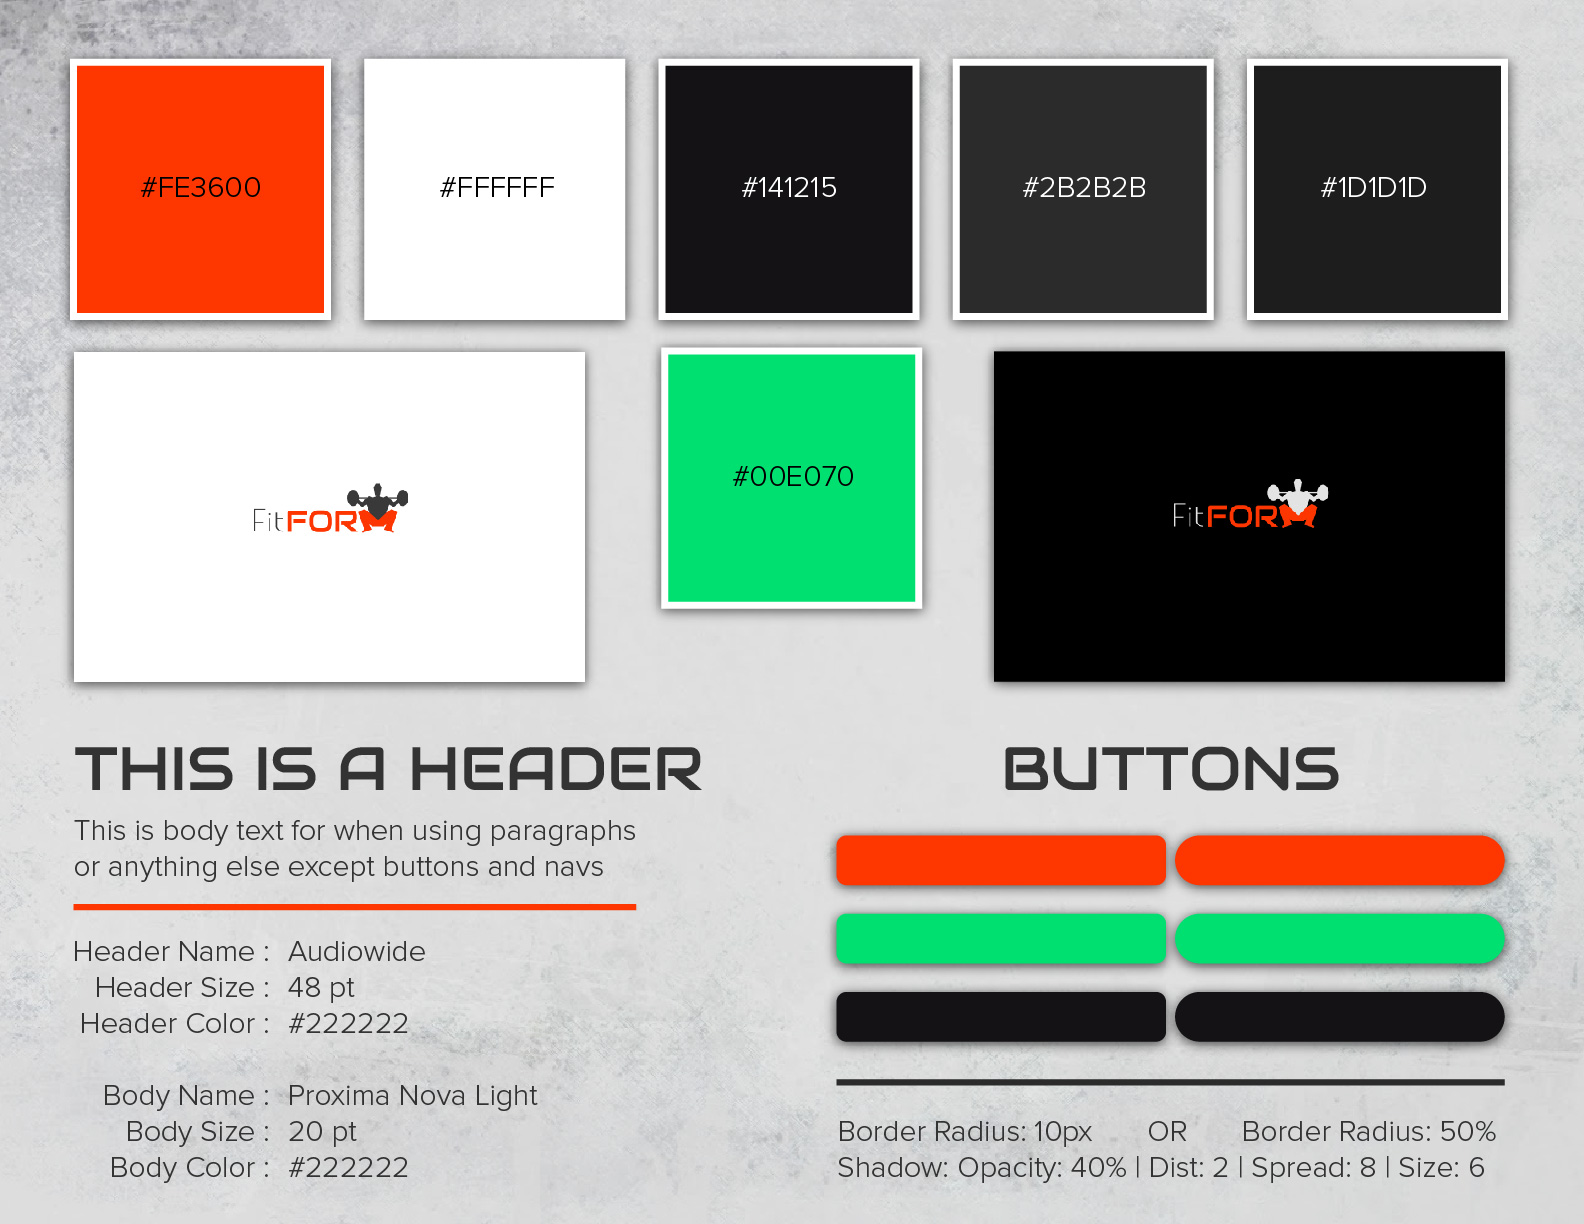 #FE3600
#FFFFFF
#141215
#2B2B2B
#1D1D1D
FitFOR
#00E070
FitFOR
THIS IS A HEADER
This is body text for when using paragraphs
or anything else except buttons and navs
Header Name : Audiowide
Header Size : 48 pt
Header Color : #222222
Body Name : Proxima Nova Light
Body Size : 20 pt
Body Color : #222222
BUTTONS
Border Radius: 10px OR Border Radius: 50%
Shadow: Opacity: 40% | Dist: 2 | Spread: 8 | Size: 6